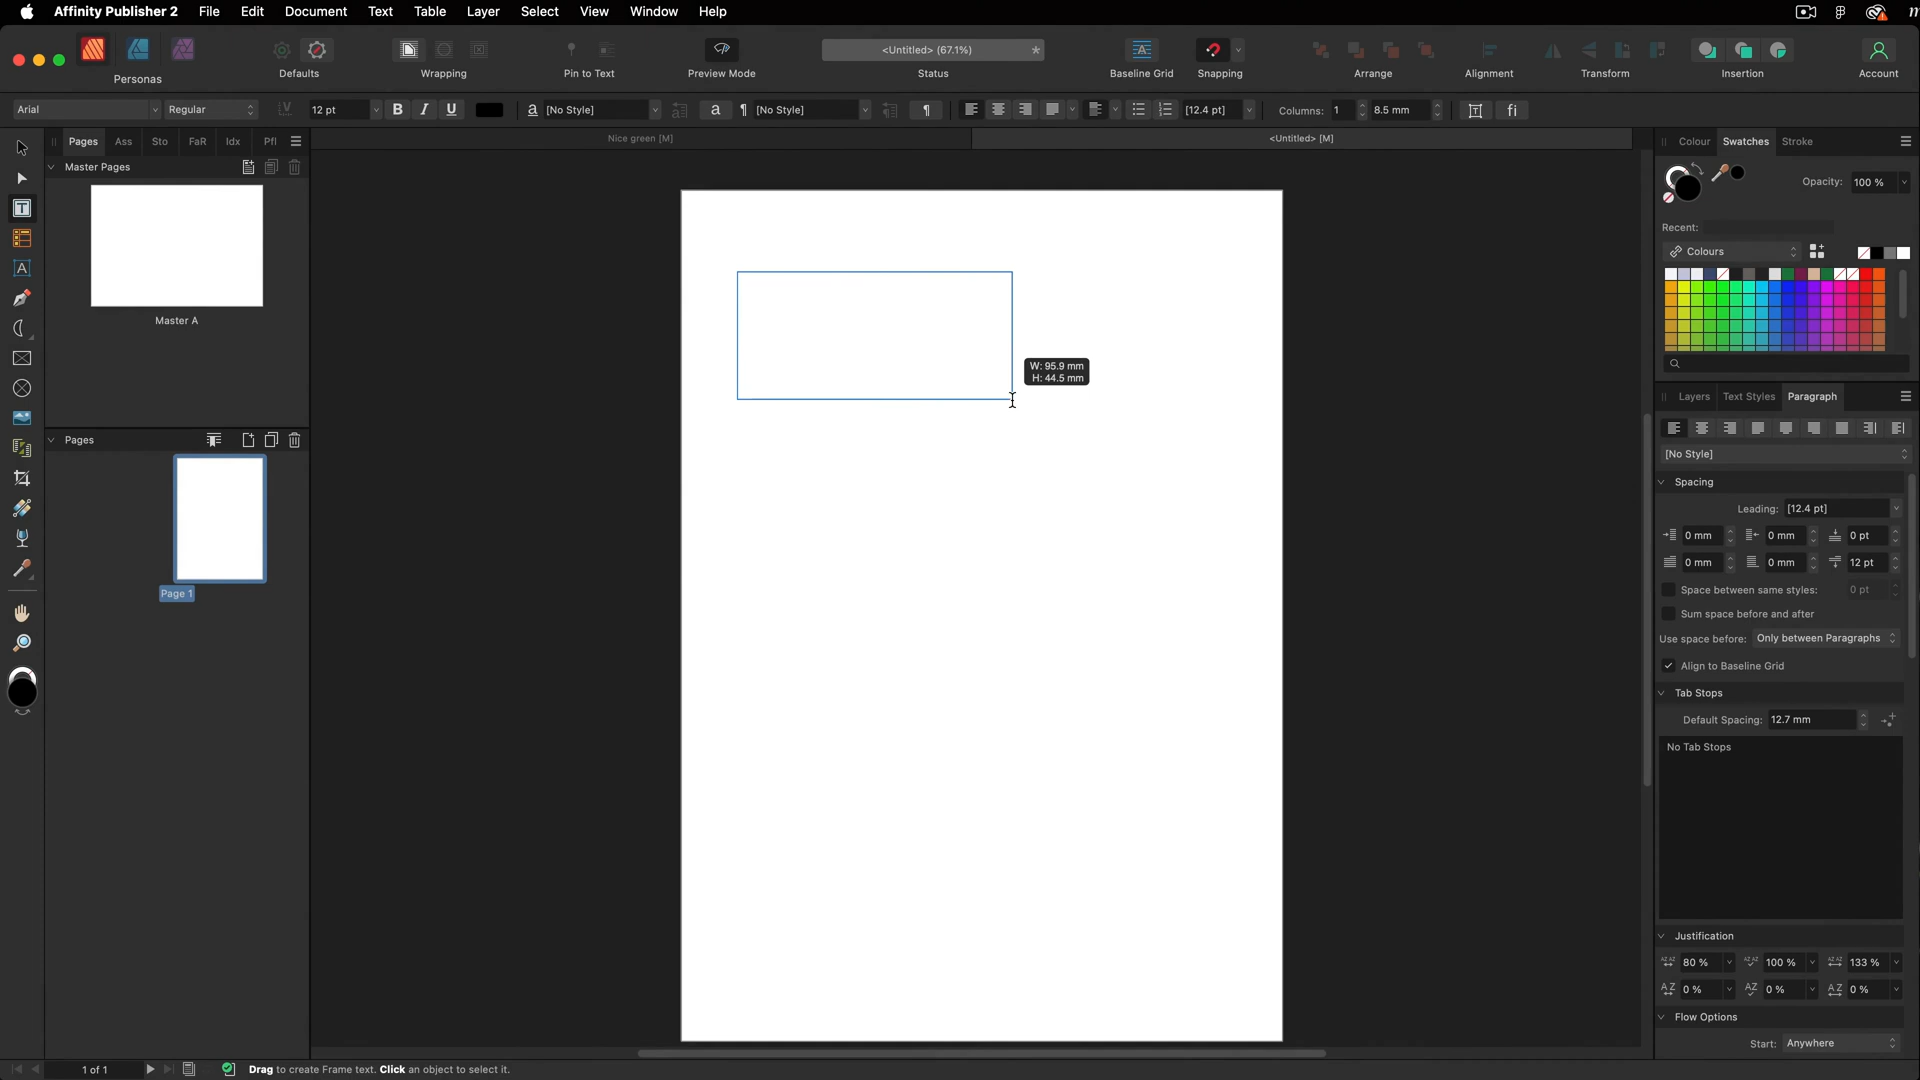 Affinity Publisher 2 File Edit Document Text Table Layer Select View Window Help
Personas Defaults Wrapping Pin to Text Preview Mode <Untitled> (67.1%) * Status Baseline Grid Snapping Arrange Alignment Transform Insertion Account
Arial Regular 12 pt B I U a [No Style] a ¶ [No Style] ¶ [12.4 pt] Columns: 1 8.5 mm fi
Pages Ass Sto FaR Idx Pfl
Nice green [M] <Untitled> [M]
Colour Swatches Stroke
Master Pages
Master A
Pages
Page 1
W: 95.9 mm
H: 44.5 mm
Opacity: 100 %
Recent:
Colours
Layers Text Styles Paragraph
[No Style]
Spacing
Leading: [12.4 pt]
0 mm 0 mm 0 pt
0 mm 0 mm 12 pt
Space between same styles: 0 pt
Sum space before and after
Use space before: Only between Paragraphs
Align to Baseline Grid
Tab Stops
Default Spacing: 12.7 mm
No Tab Stops
Justification
80 % 100 % 133 %
0 % 0 % 0 %
Flow Options
Start: Anywhere
1 of 1 Drag to create Frame text. Click an object to select it.